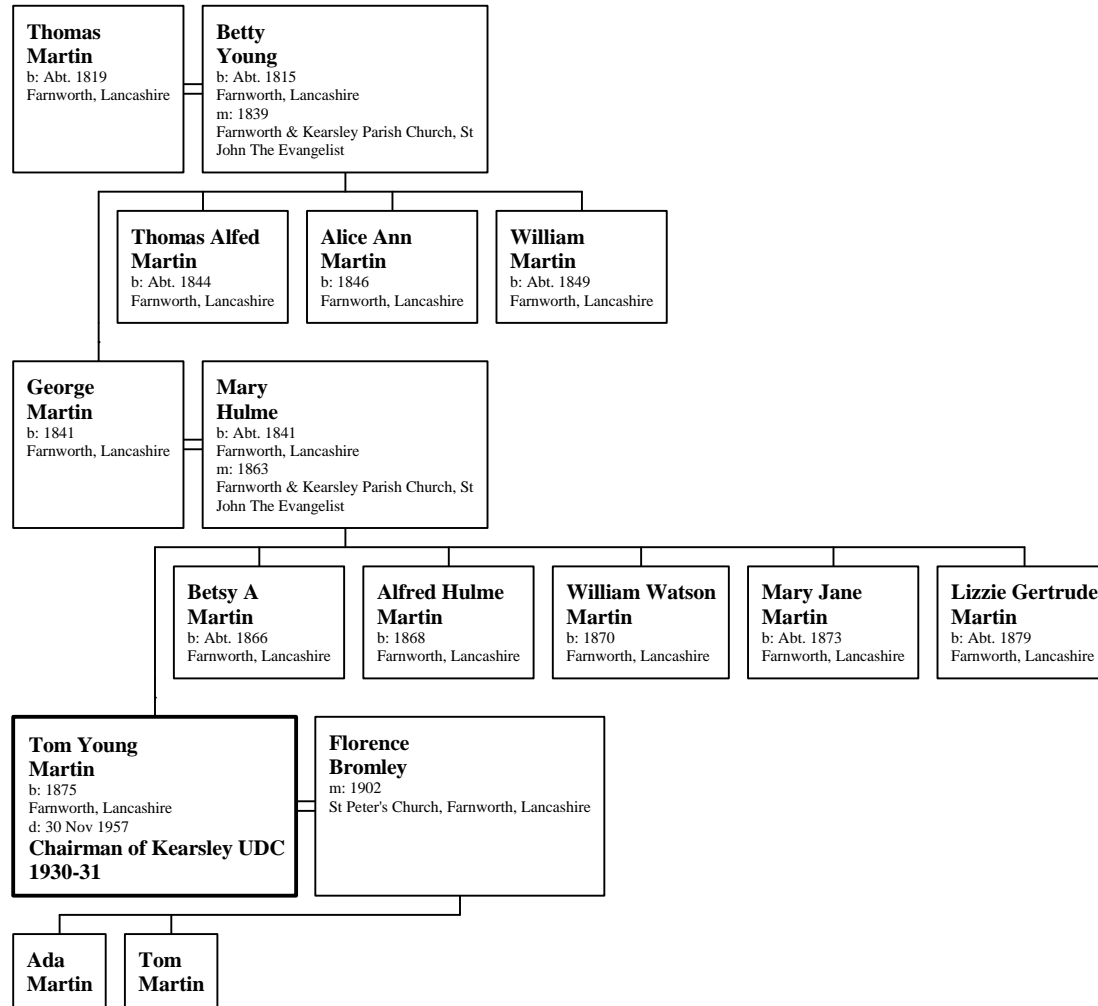 Thomas
Martin
b: Abt. 1819
Farnworth, Lancashire
Betty
Young
b: Abt. 1815
Farnworth, Lancashire
m: 1839
Farnworth & Kearsley Parish Church, St
John The Evangelist
Thomas Alfed
Martin
b: Abt. 1844
Farnworth, Lancashire
Alice Ann
Martin
b: 1846
Farnworth, Lancashire
William
Martin
b: Abt. 1849
Farnworth, Lancashire
George
Martin
b: 1841
Farnworth, Lancashire
Mary
Hulme
b: Abt. 1841
Farnworth, Lancashire
m: 1863
Farnworth & Kearsley Parish Church, St
John The Evangelist
Betsy A
Martin
b: Abt. 1866
Farnworth, Lancashire
Alfred Hulme
Martin
b: 1868
Farnworth, Lancashire
William Watson
Martin
b: 1870
Farnworth, Lancashire
Mary Jane
Martin
b: Abt. 1873
Farnworth, Lancashire
Lizzie Gertrude
Martin
b: Abt. 1879
Farnworth, Lancashire
Tom Young
Martin
b: 1875
Farnworth, Lancashire
d: 30 Nov 1957
Chairman of Kearsley UDC
1930-31
Florence
Bromley
m: 1902
St Peter's Church, Farnworth, Lancashire
Ada
Martin
Tom
Martin